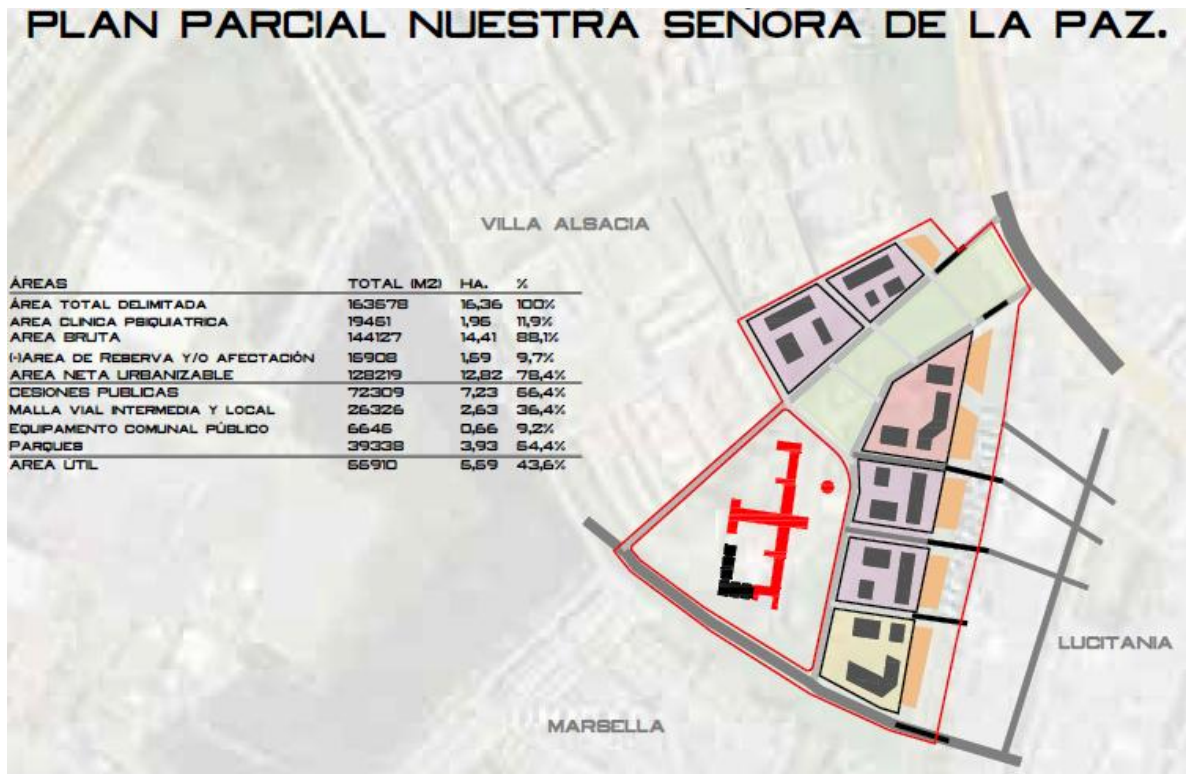 PLAN PARCIAL NUESTRA SEÑORA DE LA PAZ.
VILLA ALSACIA
ÁREAS TOTAL (M2) HA. %
ÁREA TOTAL DELIMITADA 163578 16,36 100%
AREA CLINICA PSIQUIATRICA 19451 1,95 11,9%
AREA BRUTA 144127 14,41 88,1%
(-)AREA DE RESERVA Y/O AFECTACIÓN 15908 1,59 9,7%
AREA NETA URBANIZABLE 128219 12,82 78,4%
CESIONES PUBLICAS 72309 7,23 56,4%
MALLA VIAL INTERMEDIA Y LOCAL 26326 2,63 36,4%
EQUIPAMENTO COMUNAL PÚBLICO 6645 0,66 9,2%
PARQUES 39338 3,93 54,4%
AREA UTIL 55910 5,59 43,6%
LUCITANIA
MARSELLA